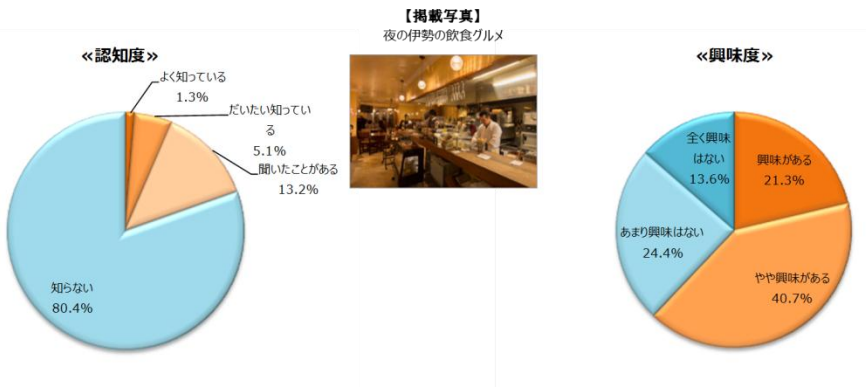 【掲載写真】
夜の伊勢の飲食グルメ
≪認知度≫
よく知っている
1.3%
だいたい知ってい
る
5.1%
聞いたことがある
13.2%
知らない
80.4%
≪興味度≫
全く興味
はない
13.6%
興味がある
21.3%
あまり興味はない
24.4%
やや興味がある
40.7%